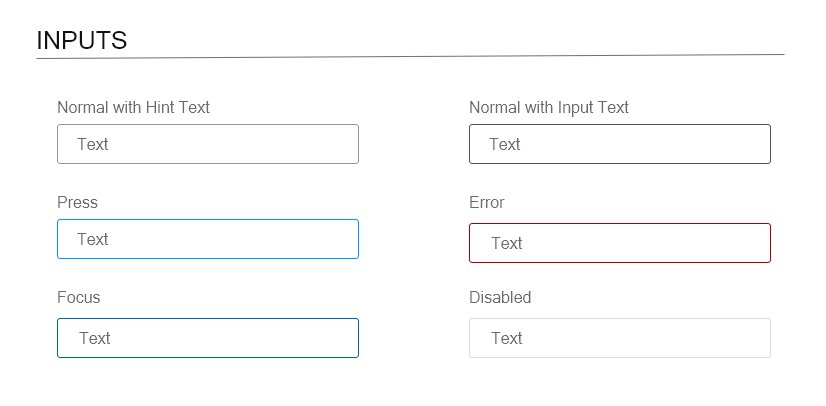 INPUTS
Normal with Hint Text
Normal with Input Text
Text
Text
Press
Error
Text
Text
Focus
Disabled
Text
Text